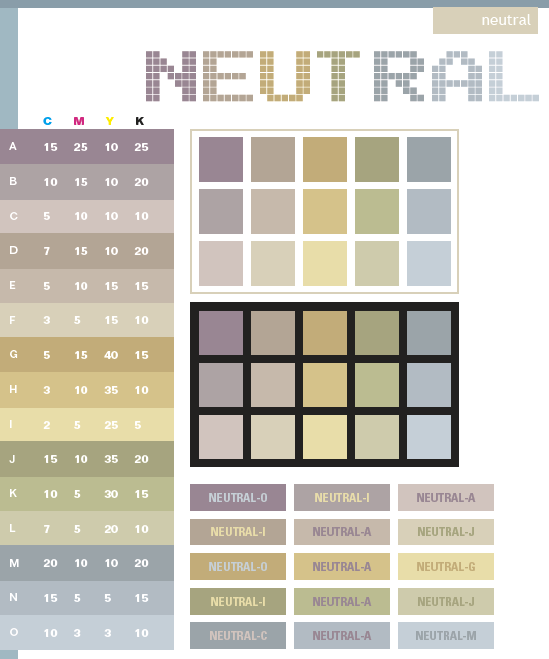 neutral
NEUTRAL
C M Y K
A 15 25 10 25
B 10 15 10 20
C 5 10 10 10
D 7 15 10 20
E 5 10 15 15
F 3 5 15 10
G 5 15 40 15
H 3 10 35 10
I 2 5 25 5
J 15 10 35 20
K 10 5 30 15
L 7 5 20 10
M 20 10 10 20
N 15 5 5 15
O 10 3 3 10
NEUTRAL-O NEUTRAL-I NEUTRAL-A
NEUTRAL-I NEUTRAL-A NEUTRAL-J
NEUTRAL-O NEUTRAL-A NEUTRAL-G
NEUTRAL-I NEUTRAL-A NEUTRAL-J
NEUTRAL-C NEUTRAL-A NEUTRAL-M